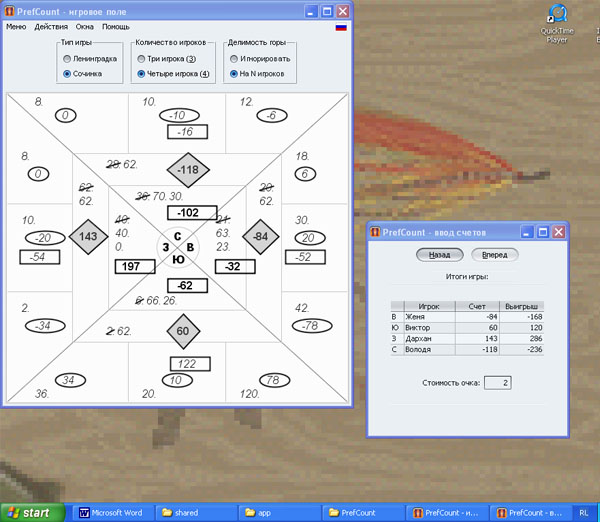 PrefCount - игровое поле
Меню Действия Окна Помощь
Тип игры
Ленинградка
Сочинка
Количество игроков
Три игрока (3)
Четыре игрока (4)
Делимость горы
Игнорировать
На N игроков
QuickTime
Player
8. 10. 12.
0 -10 -6
-16
8. 28. 62. -118 18.
0 6
62. 36. 70. 30. 20.
62. -102 62.
10. 40. 21. 30.
-20 143 40. С 63. -84 20
-54 0. З В 23. -52
197 Ю -32
-62
2. 6. 66. 26. 42.
-34 2. 62. 60 -78
122
34 10 78
36. 20. 120.
PrefCount - ввод счетов
Назад Вперед
Итоги игры:
Игрок Счет Выигрыш
В Женя -84 -168
Ю Виктор 60 120
З Дархан 143 286
С Володя -118 -236
Стоимость очка: 2
start Microsoft Word shared app PrefCount PrefCount - и... PrefCount - в... RL